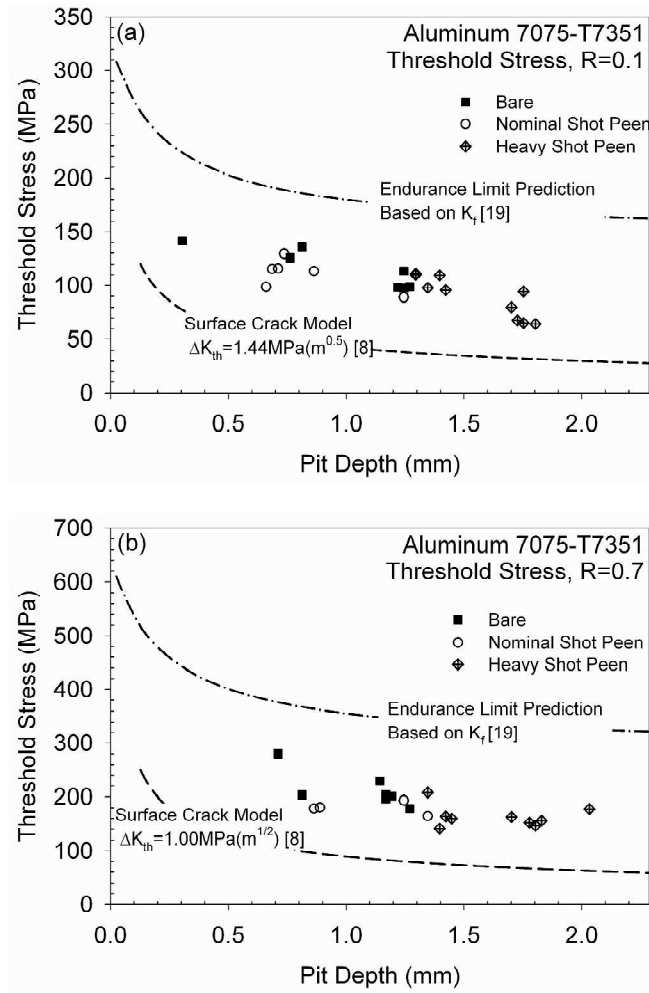 (a)
Aluminum 7075-T7351
Threshold Stress, R=0.1
Bare
Nominal Shot Peen
Heavy Shot Peen
Endurance Limit Prediction
Based on Kf [19]
Surface Crack Model
ΔKth=1.44MPa(m0.5) [8]
Threshold Stress (MPa)
350
300
250
200
150
100
50
0
0.0 0.5 1.0 1.5 2.0
Pit Depth (mm)
(b)
Aluminum 7075-T7351
Threshold Stress, R=0.7
Bare
Nominal Shot Peen
Heavy Shot Peen
Endurance Limit Prediction
Based on Kf [19]
Surface Crack Model
ΔKth=1.00MPa(m1/2) [8]
Threshold Stress (MPa)
700
600
500
400
300
200
100
0
0.0 0.5 1.0 1.5 2.0
Pit Depth (mm)